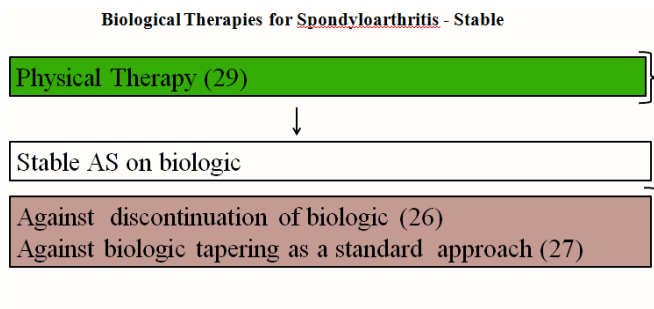 Biological Therapies for Spondyloarthritis - Stable
Physical Therapy (29)
Stable AS on biologic
Against discontinuation of biologic (26)
Against biologic tapering as a standard approach (27)